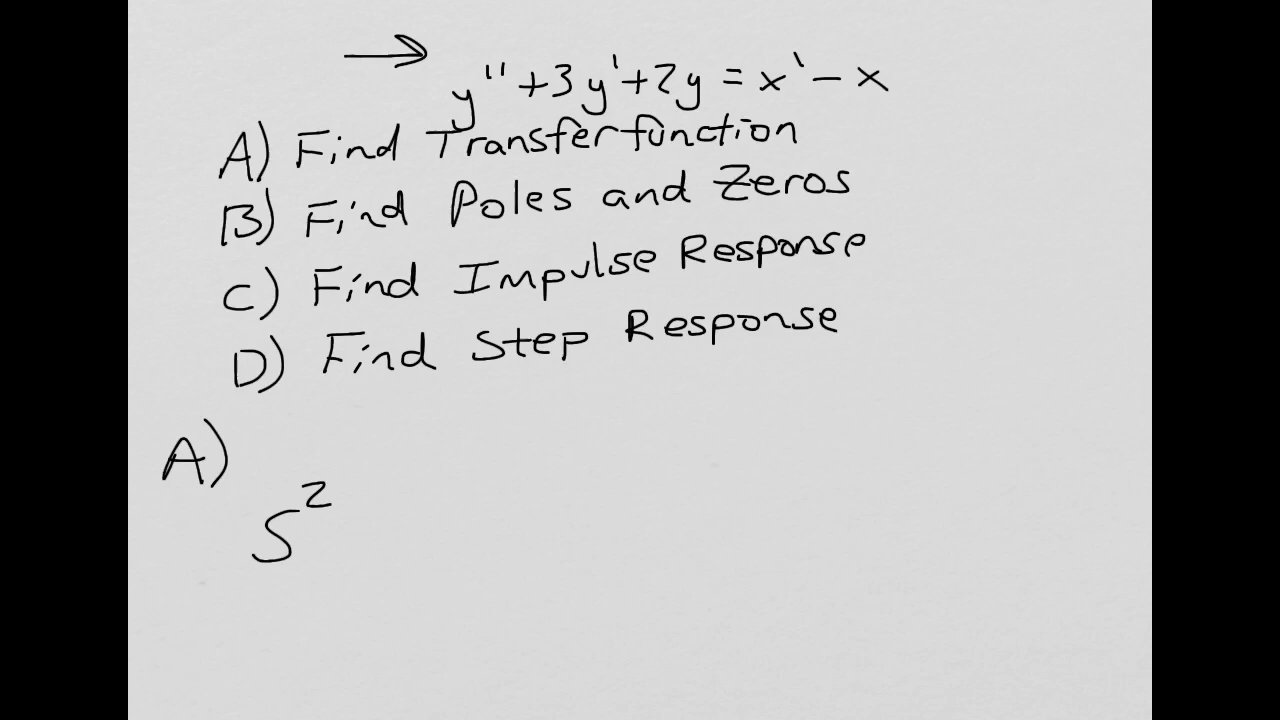 → y'' + 3y' + 2y = x' - x
A) Find Transferfunction
B) Find Poles and Zeros
C) Find Impulse Response
D) Find Step Response
A)
S²